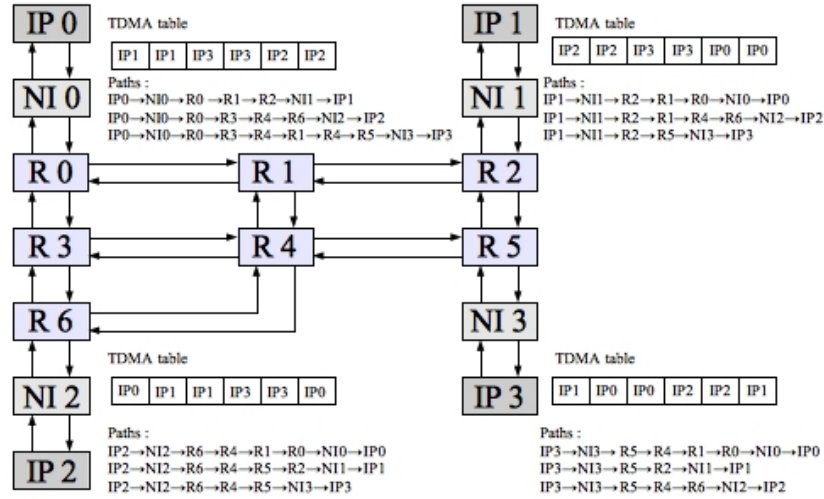 IP 0
TDMA table
IP1 IP1 IP3 IP3 IP2 IP2
Paths :
IP0→NI0→R0→R1→R2→NI1→IP1
IP0→NI0→R0→R3→R4→R6→NI2→IP2
IP0→NI0→R0→R3→R4→R1→R4→R5→NI3→IP3
NI 0
IP 1
TDMA table
IP2 IP2 IP3 IP3 IP0 IP0
Paths :
IP1→NI1→R2→R1→R0→NI0→IP0
IP1→NI1→R2→R1→R4→R6→NI2→IP2
IP1→NI1→R2→R5→NI3→IP3
NI 1
R 0
R 1
R 2
R 3
R 4
R 5
R 6
NI 3
NI 2
TDMA table
IP0 IP1 IP1 IP3 IP3 IP0
Paths :
IP2→NI2→R6→R4→R1→R0→NI0→IP0
IP2→NI2→R6→R4→R5→R2→NI1→IP1
IP2→NI2→R6→R4→R5→NI3→IP3
IP 2
IP 3
TDMA table
IP1 IP0 IP0 IP2 IP2 IP1
Paths :
IP3→NI3→R5→R4→R1→R0→NI0→IP0
IP3→NI3→R5→R2→NI1→IP1
IP3→NI3→R5→R4→R6→NI2→IP2